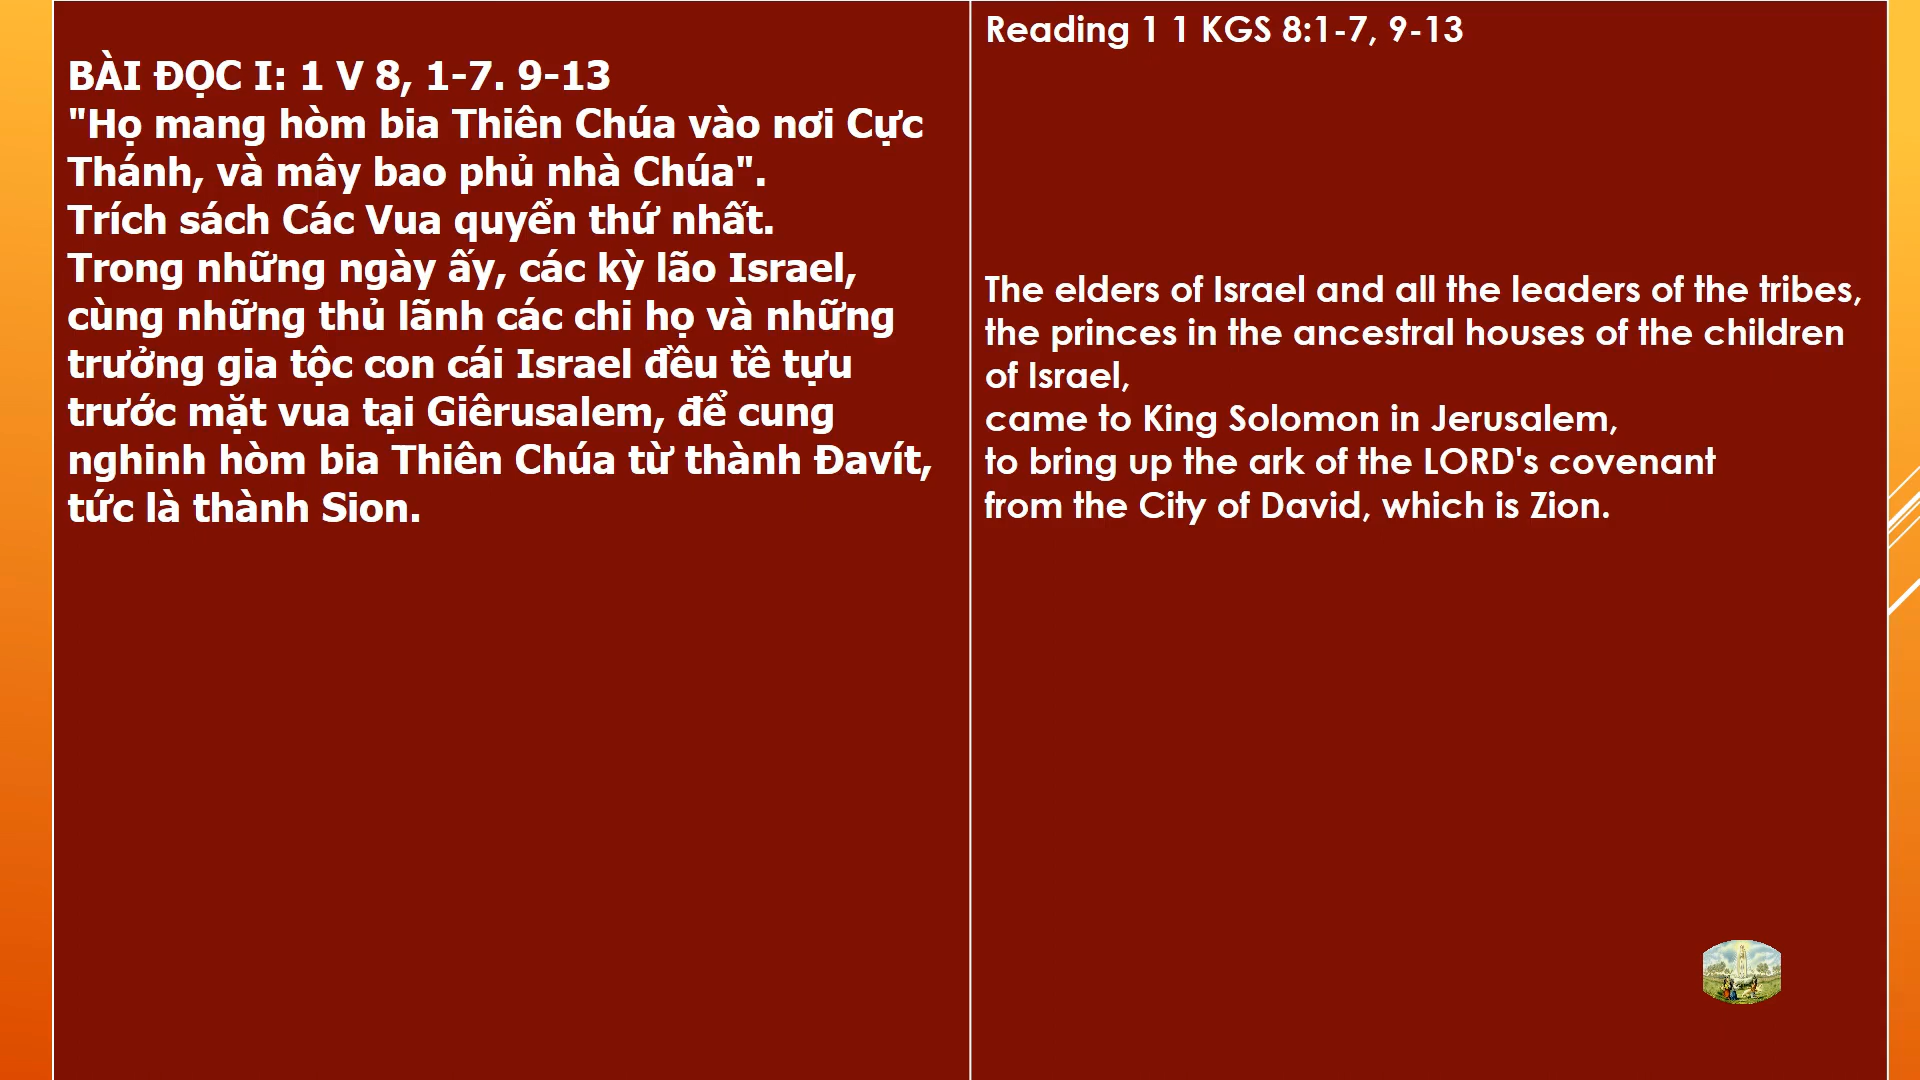 BÀI ĐỌC I: 1 V 8, 1-7. 9-13
"Họ mang hòm bia Thiên Chúa vào nơi Cực
Thánh, và mây bao phủ nhà Chúa".
Trích sách Các Vua quyển thứ nhất.
Trong những ngày ấy, các kỳ lão Israel,
cùng những thủ lãnh các chi họ và những
trưởng gia tộc con cái Israel đều tề tựu
trước mặt vua tại Giêrusalem, để cung
nghinh hòm bia Thiên Chúa từ thành Đavít,
tức là thành Sion.
Reading 1 1 KGS 8:1-7, 9-13
The elders of Israel and all the leaders of the tribes,
the princes in the ancestral houses of the children
of Israel,
came to King Solomon in Jerusalem,
to bring up the ark of the LORD's covenant
from the City of David, which is Zion.